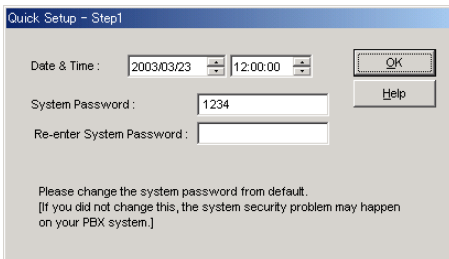 Quick Setup - Step1
Date & Time : 2003/03/23 12:00:00 OK
Help
System Password : 1234
Re-enter System Password :
Please change the system password from default.
[If you did not change this, the system security problem may happen
on your PBX system.]